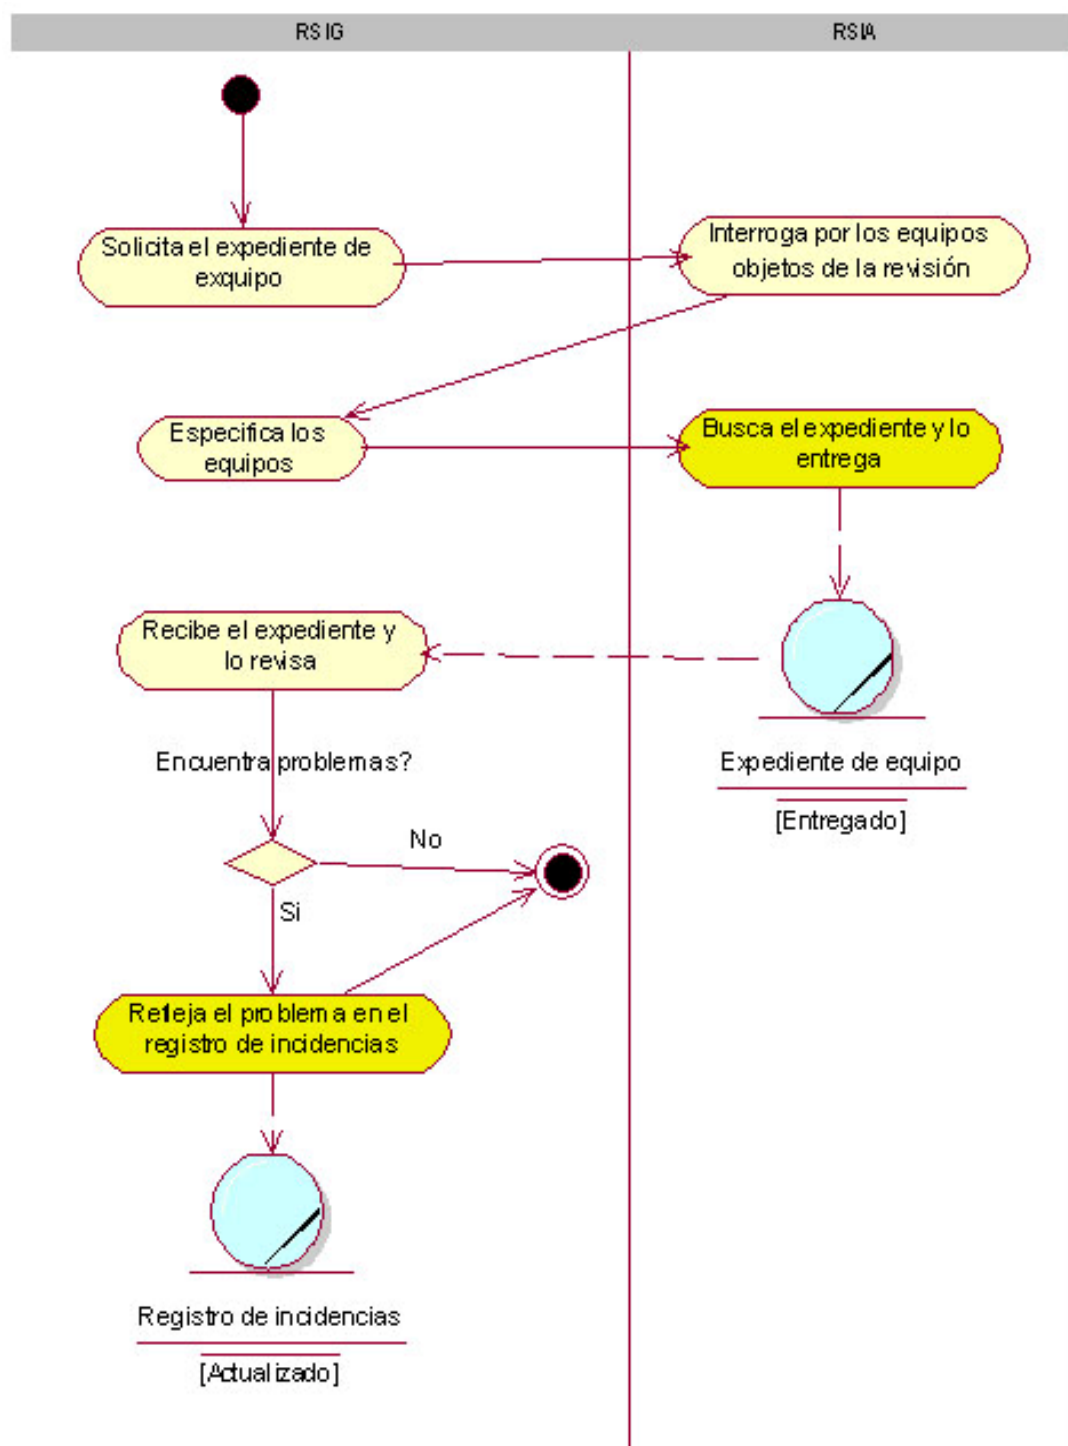 RSIG
RSIA
Solicita el expediente de
exquipo
Interroga por los equipos
objetos de la revisión
Especifica los
equipos
Busca el expediente y lo
entrega
Recibe el expediente y
lo revisa
Encuentra problemas?
Expediente de equipo
[Entregado]
No
Si
Refleja el problema en el
registro de incidencias
Registro de incidencias
[Actualizado]